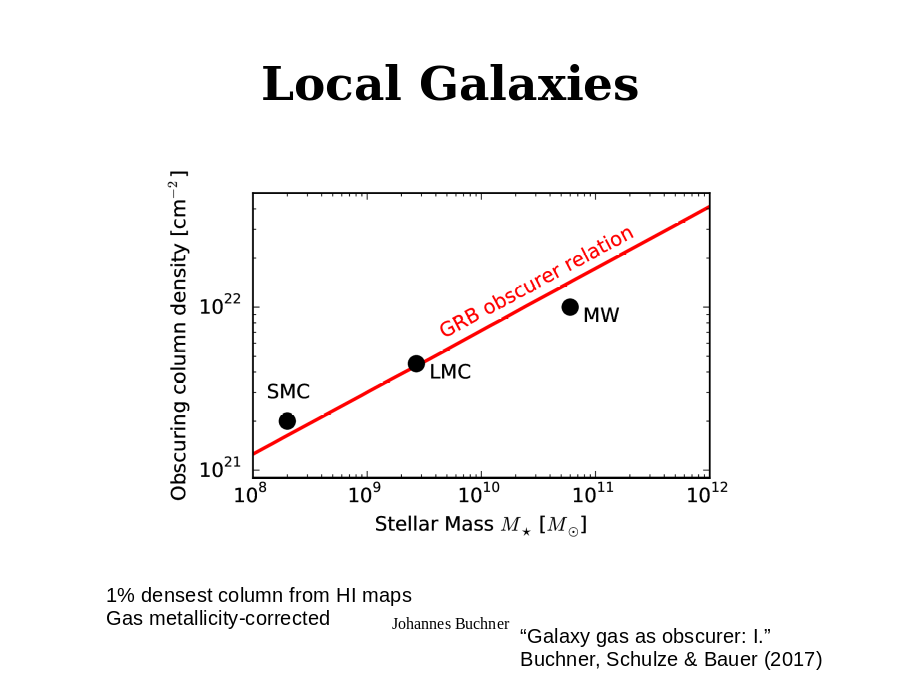 Local Galaxies
Obscuring column density [cm⁻²]
10²²
10²¹
GRB obscurer relation
MW
LMC
SMC
10⁸ 10⁹ 10¹⁰ 10¹¹ 10¹²
Stellar Mass M⋆ [M☉]
1% densest column from HI maps
Gas metallicity-corrected
Johannes Buchner
“Galaxy gas as obscurer: I.”
Buchner, Schulze & Bauer (2017)